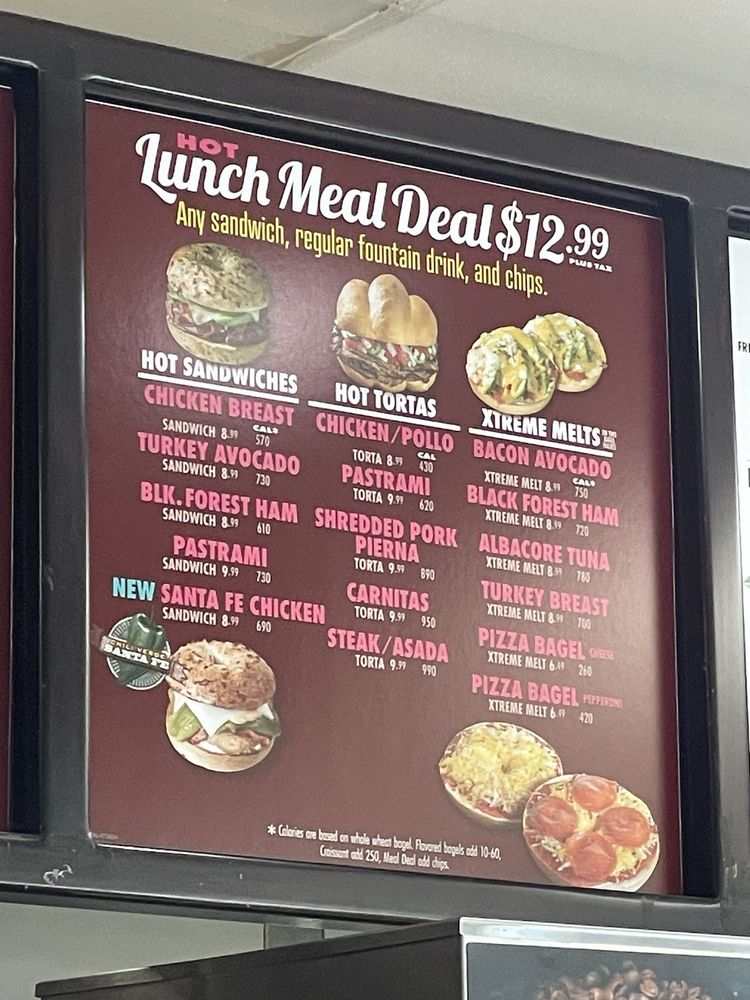 HOT
Lunch Meal Deal $12.99
PLUS TAX
Any sandwich, regular fountain drink, and chips.
HOT SANDWICHES
CHICKEN BREAST
CAL*
SANDWICH 8.99 570
TURKEY AVOCADO
SANDWICH 8.99 730
BLK. FOREST HAM
SANDWICH 8.99 610
PASTRAMI
SANDWICH 9.99 730
NEW SANTA FE CHICKEN
SANDWICH 8.99 690
CHILI VERDE
SANTA FE
HOT TORTAS
CHICKEN/POLLO
CAL
TORTA 8.99 430
PASTRAMI
TORTA 9.99 620
SHREDDED PORK
PIERNA
TORTA 9.99 890
CARNITAS
TORTA 9.99 950
STEAK/ASADA
TORTA 9.99 990
XTREME MELTS
BACON AVOCADO
CAL*
XTREME MELT 8.99 750
BLACK FOREST HAM
XTREME MELT 8.99 720
ALBACORE TUNA
XTREME MELT 8.99 780
TURKEY BREAST
XTREME MELT 8.99 700
PIZZA BAGEL CHEESE
XTREME MELT 6.49 260
PIZZA BAGEL PEPPERONI
XTREME MELT 6.49 420
* Calories are based on whole wheat bagel. Flavored bagels add 10-60,
Croissant add 250, Meal Deal add chips.